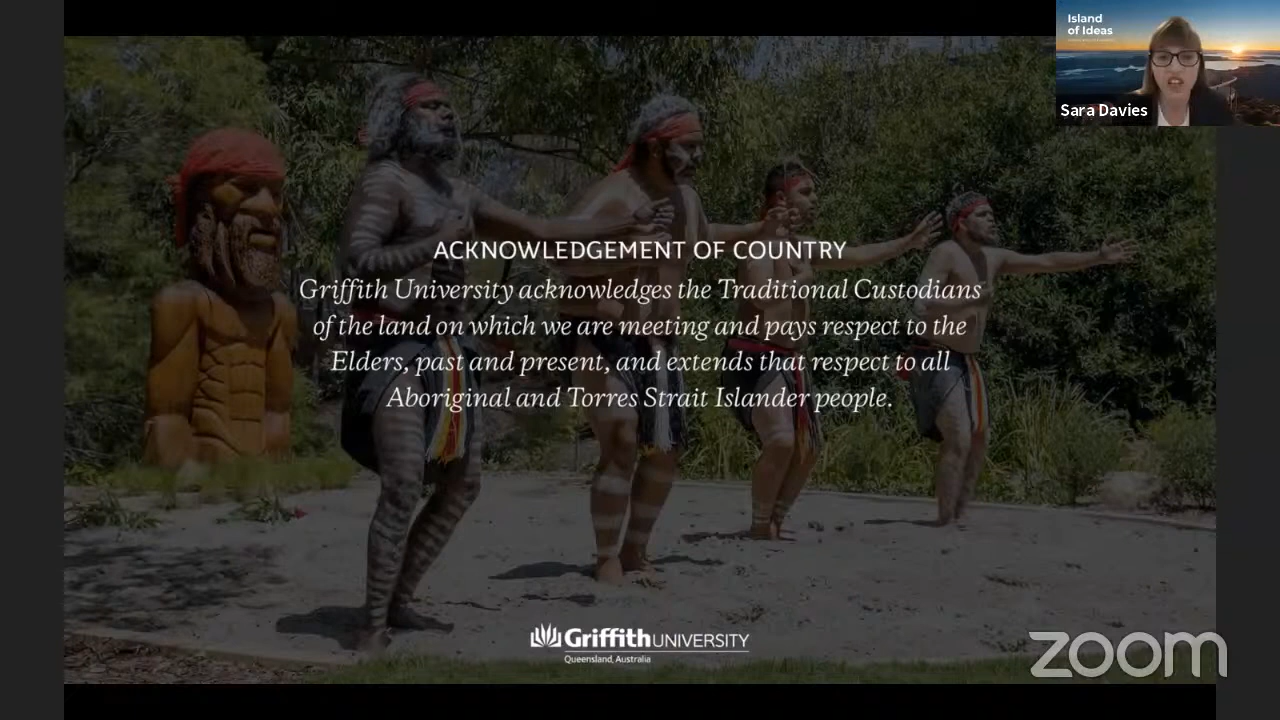 Island
of Ideas
Sara Davies
ACKNOWLEDGEMENT OF COUNTRY
Griffith University acknowledges the Traditional Custodians
of the land on which we are meeting and pays respect to the
Elders, past and present, and extends that respect to all
Aboriginal and Torres Strait Islander people.
Griffith UNIVERSITY
Queensland, Australia
zoom